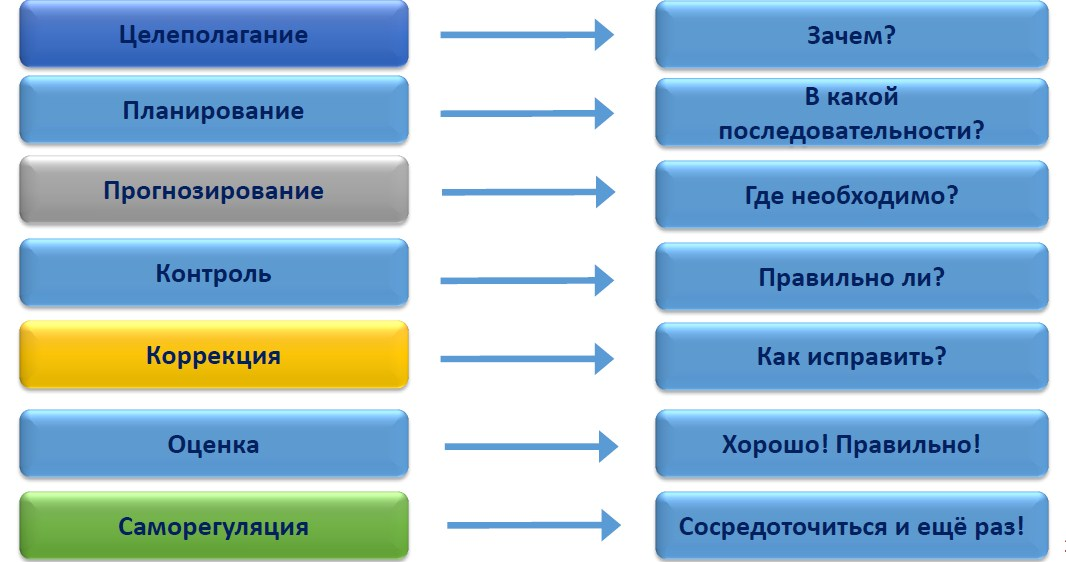 Целеполагание
Зачем?
Планирование
В какой
последовательности?
Прогнозирование
Где необходимо?
Контроль
Правильно ли?
Коррекция
Как исправить?
Оценка
Хорошо! Правильно!
Саморегуляция
Сосредоточиться и ещё раз!